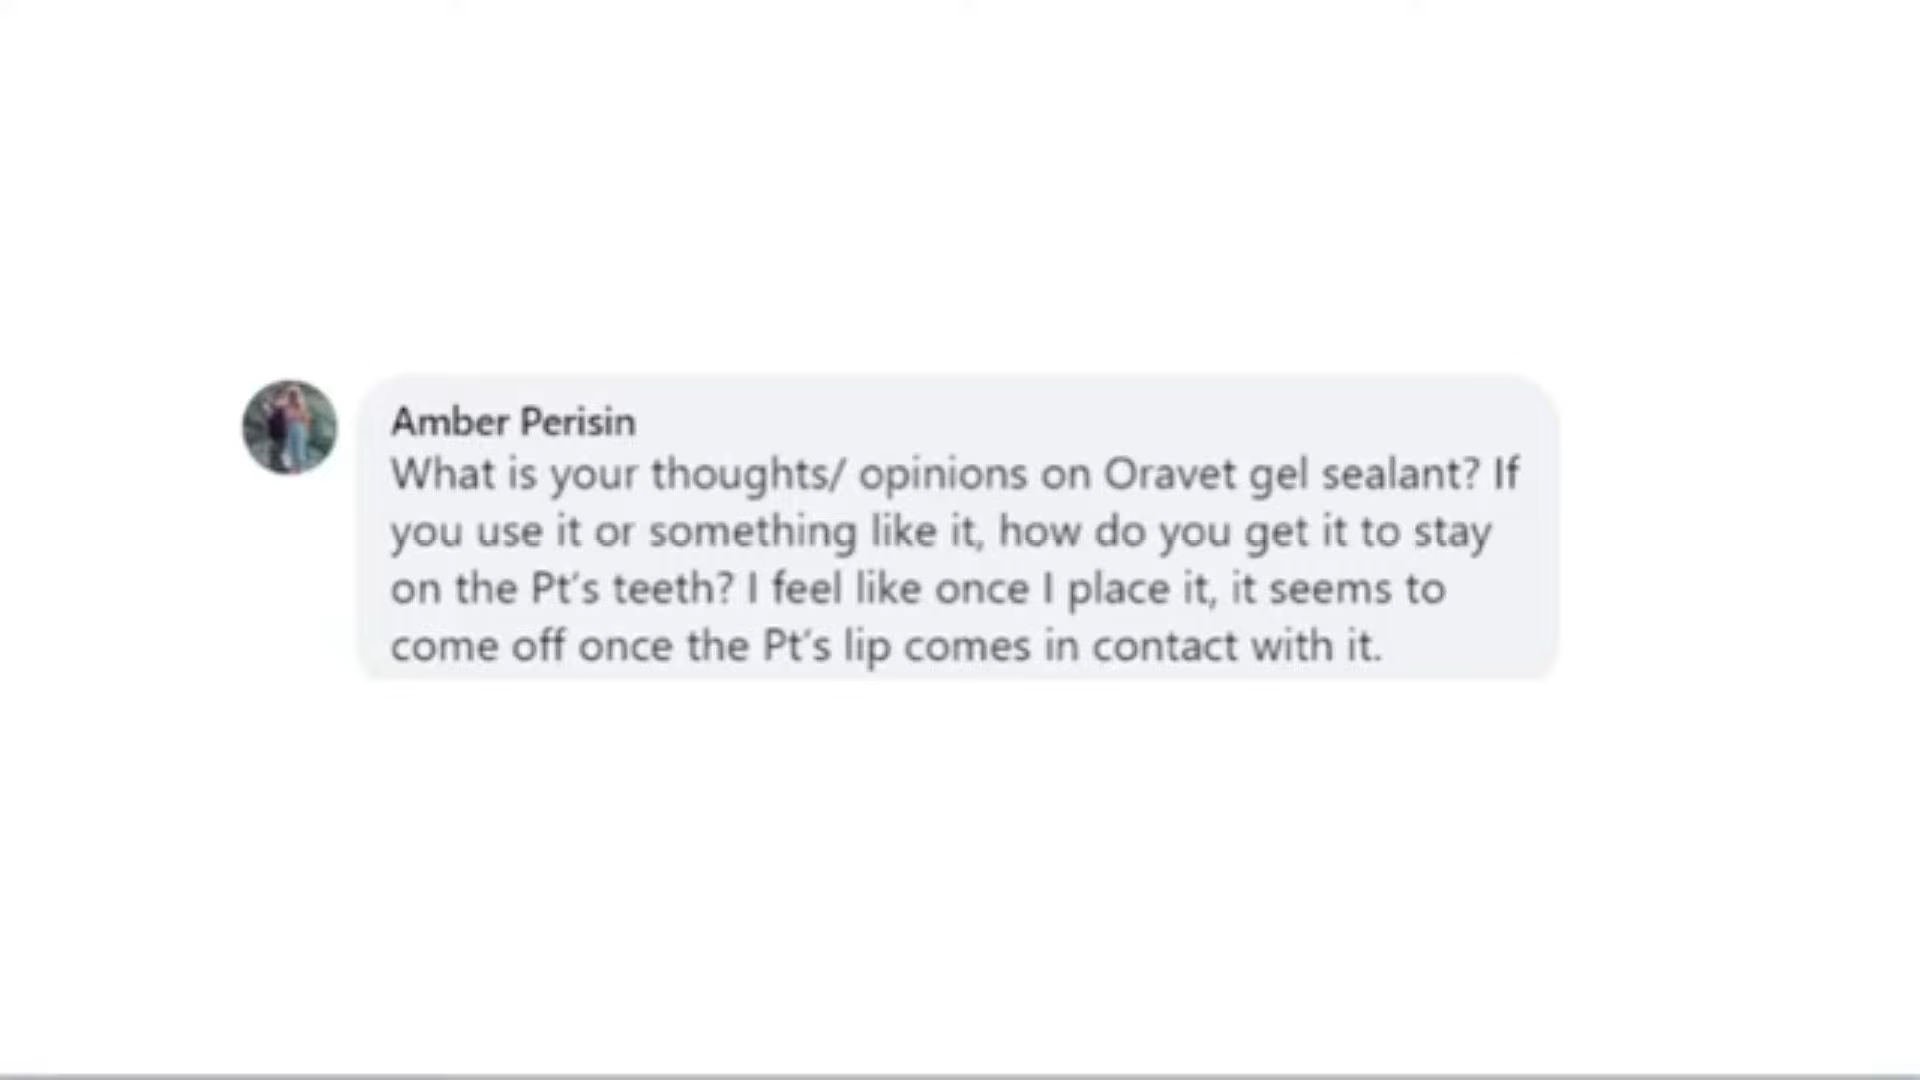 Amber Perisin
What is your thoughts/ opinions on Oravet gel sealant? If
you use it or something like it, how do you get it to stay
on the Pt's teeth? I feel like once I place it, it seems to
come off once the Pt's lip comes in contact with it.